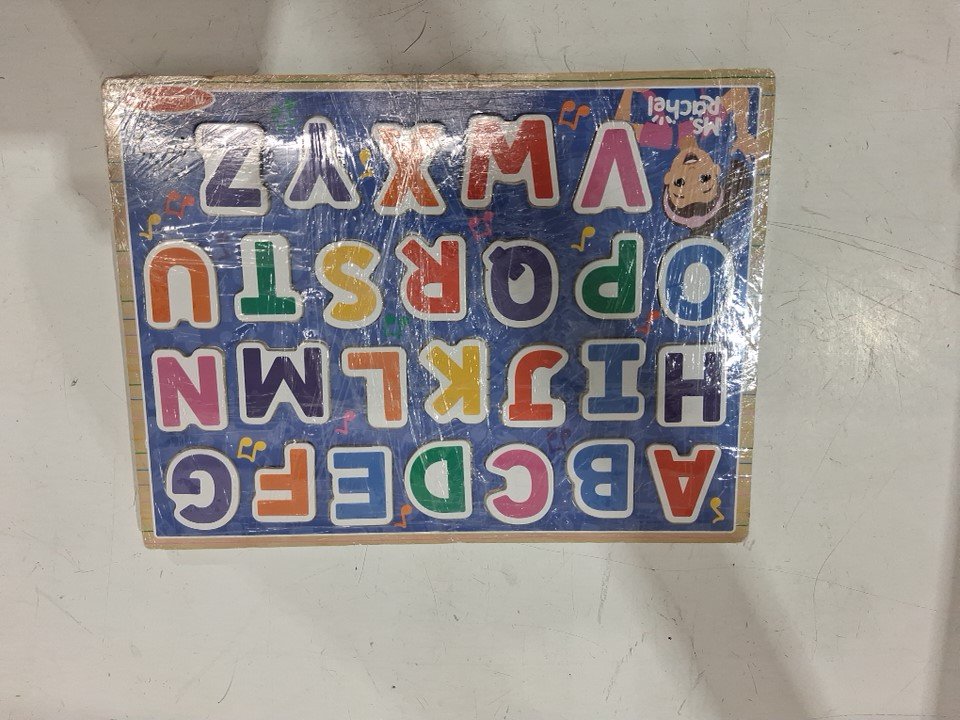 A B C D E F G
H I J K L M N
O P Q R S T U
Ms
Rachel
V W X Y Z